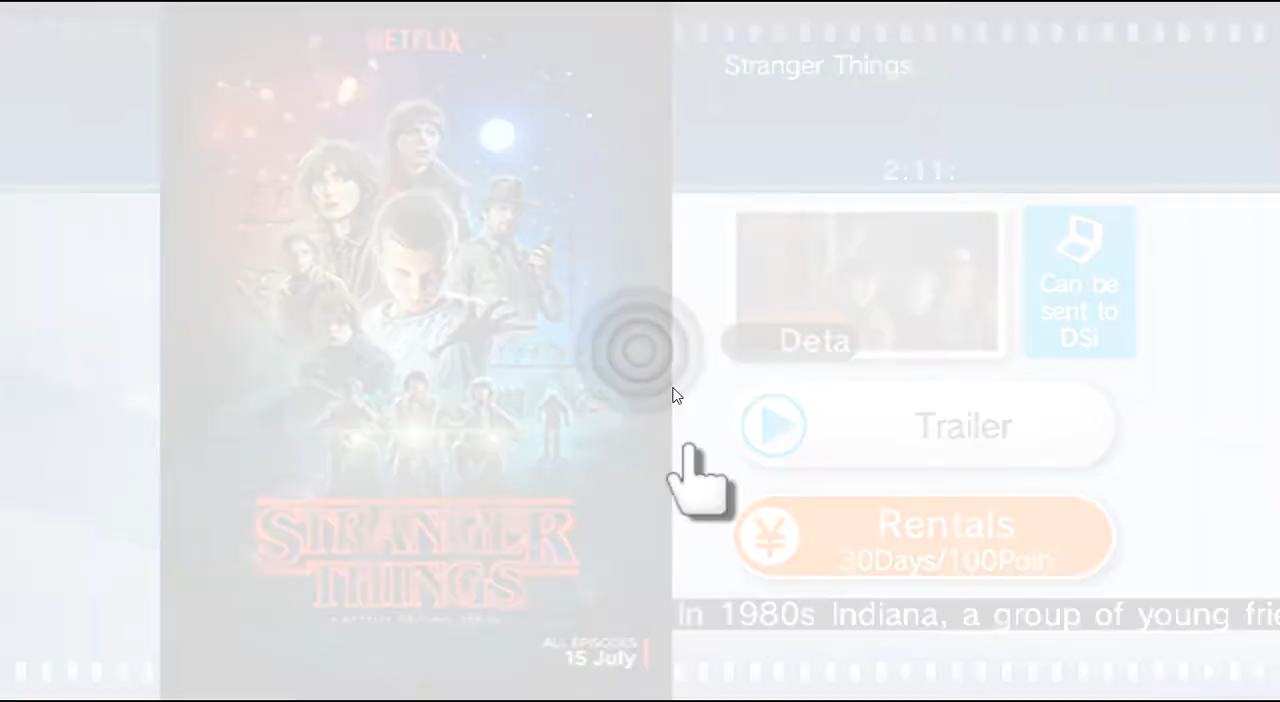 NETFLIX
STRANGER
THINGS
ALL EPISODES
15 July
Stranger Things
2:11:
Deta
Can be
sent to
DSi
Trailer
Rentals
30Days/100Poin
In 1980s Indiana, a group of young frie